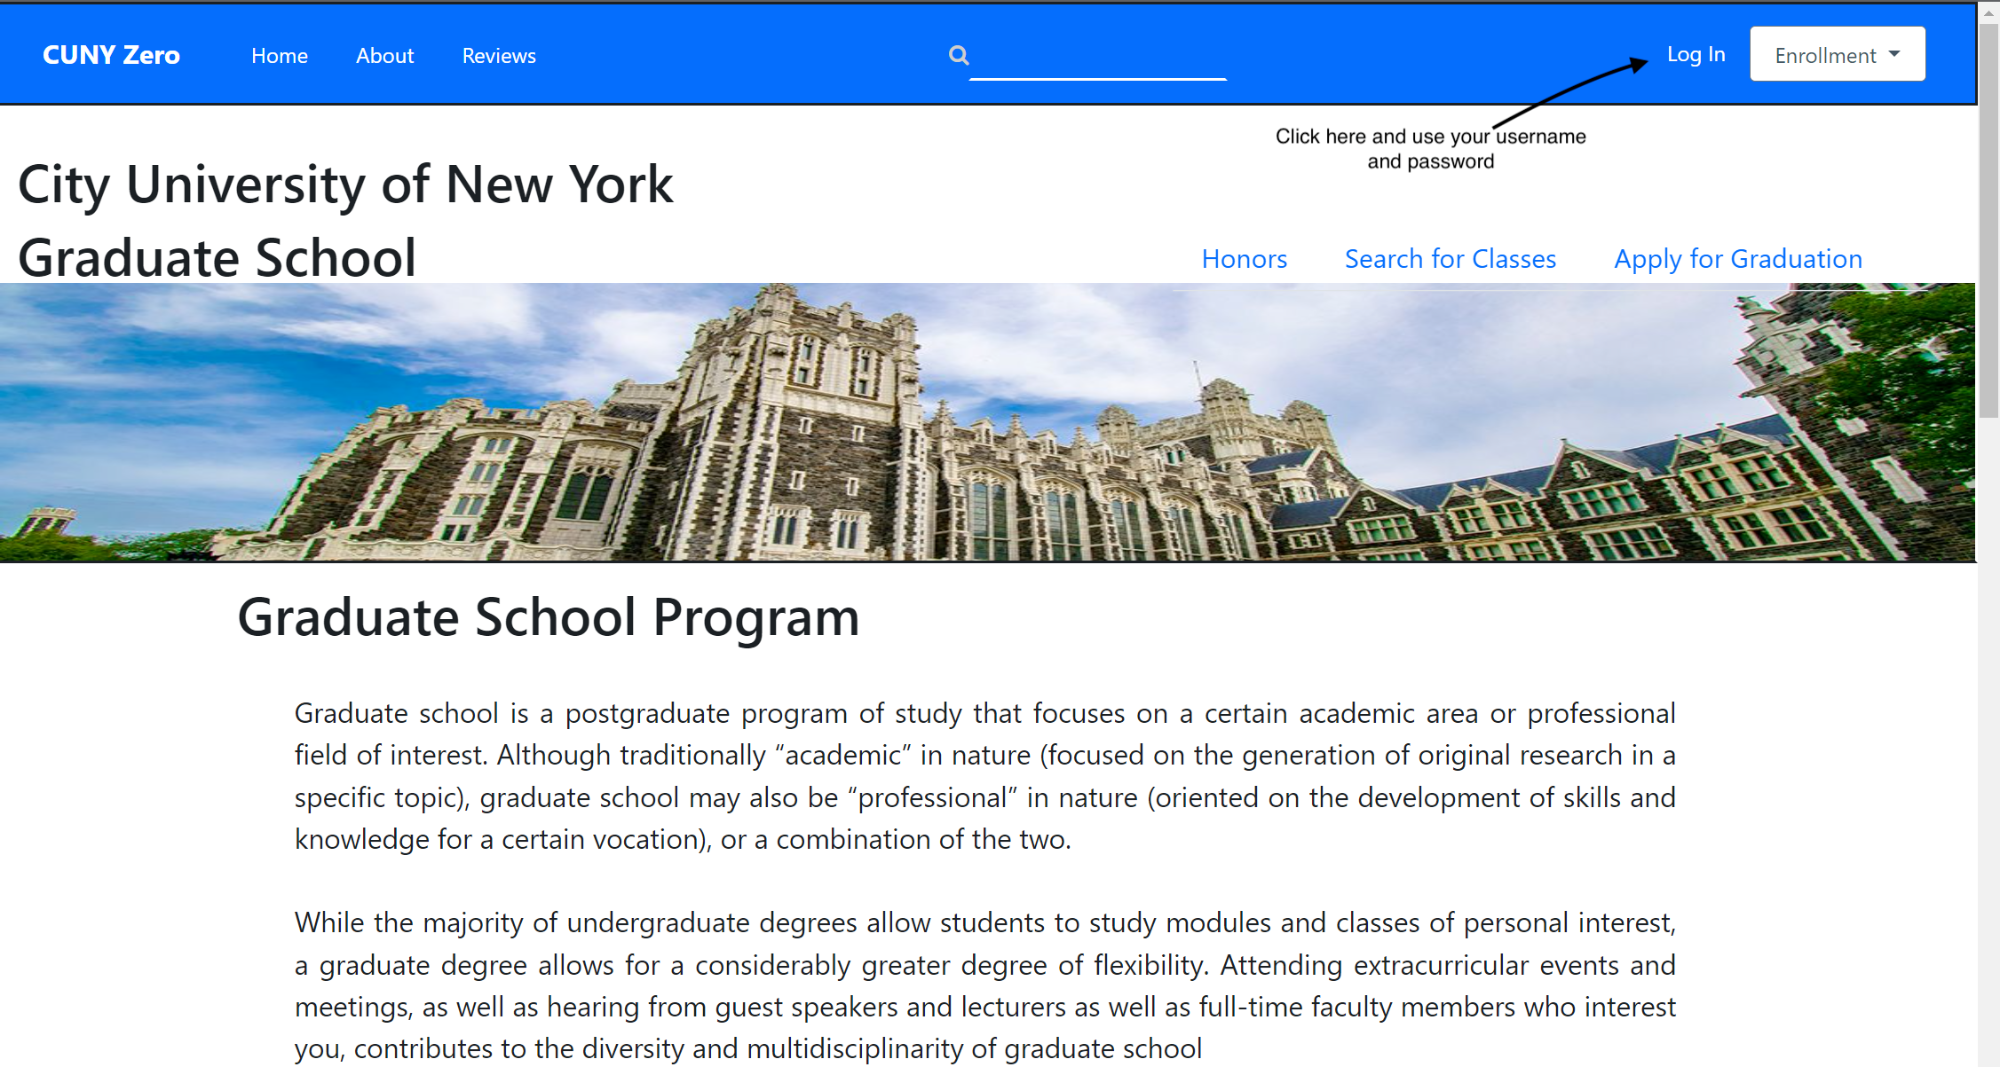 CUNY Zero Home About Reviews Log In Enrollment
Click here and use your username
and password
City University of New York
Graduate School
Honors Search for Classes Apply for Graduation
Graduate School Program
Graduate school is a postgraduate program of study that focuses on a certain academic area or professional
field of interest. Although traditionally “academic” in nature (focused on the generation of original research in a
specific topic), graduate school may also be “professional” in nature (oriented on the development of skills and
knowledge for a certain vocation), or a combination of the two.
While the majority of undergraduate degrees allow students to study modules and classes of personal interest,
a graduate degree allows for a considerably greater degree of flexibility. Attending extracurricular events and
meetings, as well as hearing from guest speakers and lecturers as well as full-time faculty members who interest
you, contributes to the diversity and multidisciplinarity of graduate school